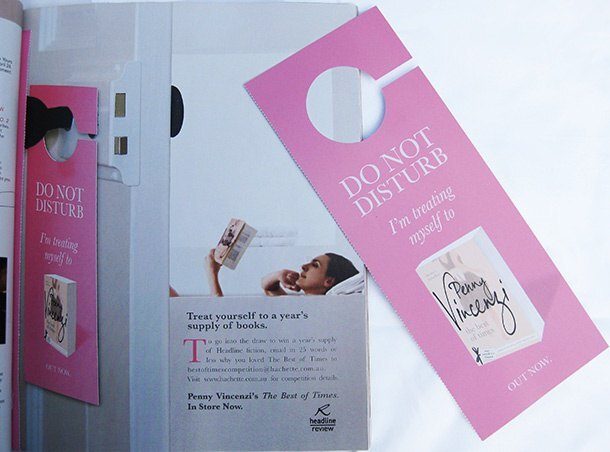 DO NOT
DISTURB
I'm treating
myself to
Penny
Vincenzi
OUT NOW.
Treat yourself to a year's
supply of books.
To go into the draw to win a year's supply
of Headline fiction, email in 25 words or
less why you loved The Best of Times to
bestoftimescompetition@hachette.com.au.
Visit www.hachette.com.au for competition details.
Penny Vincenzi's The Best of Times.
In Store Now.
headline
review
DO NOT
DISTURB
I'm treating
myself to
Penny
Vincenzi
the best
of times
OUT NOW.